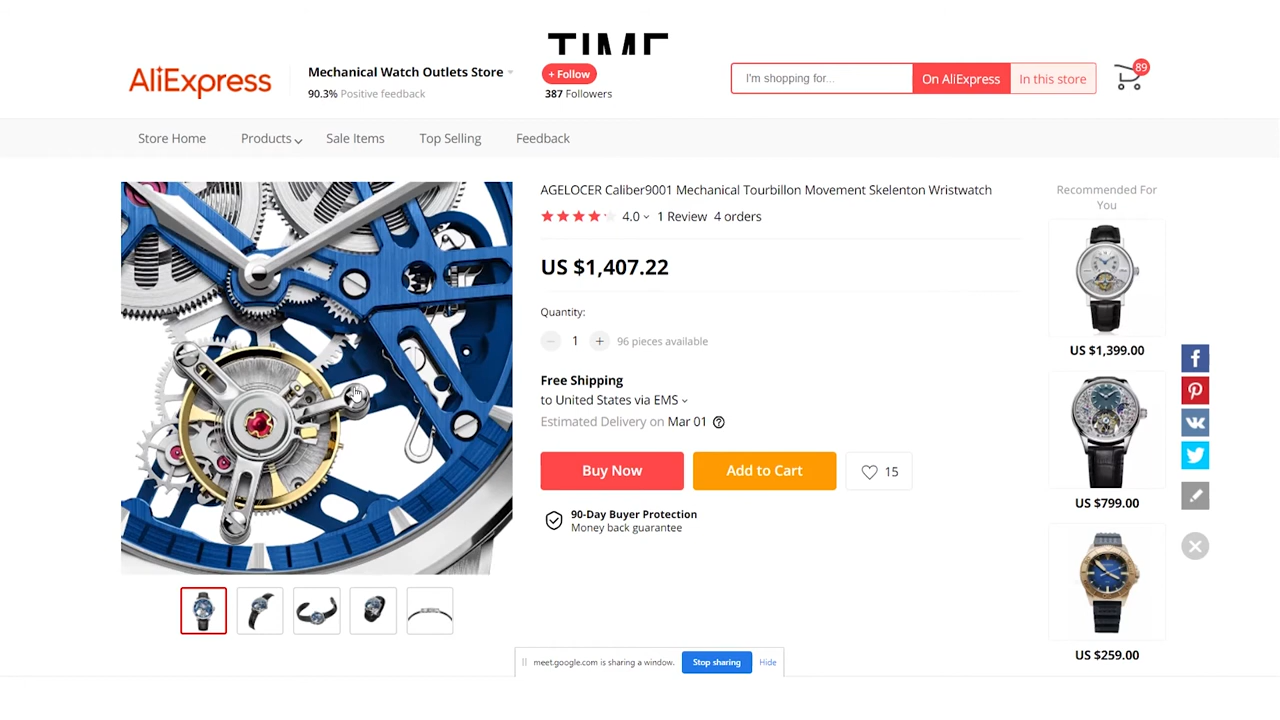 TIME
AliExpress
Mechanical Watch Outlets Store
90.3% Positive feedback
+ Follow
387 Followers
I'm shopping for...
On AliExpress
In this store
89
Store Home
Products
Sale Items
Top Selling
Feedback
AGELOCER Caliber9001 Mechanical Tourbillon Movement Skelenton Wristwatch
4.0 1 Review 4 orders
US $1,407.22
Quantity:
1 96 pieces available
Free Shipping
to United States via EMS
Estimated Delivery on Mar 01
Buy Now
Add to Cart
15
90-Day Buyer Protection
Money back guarantee
Recommended For
You
US $1,399.00
US $799.00
US $259.00
meet.google.com is sharing a window.
Stop sharing
Hide